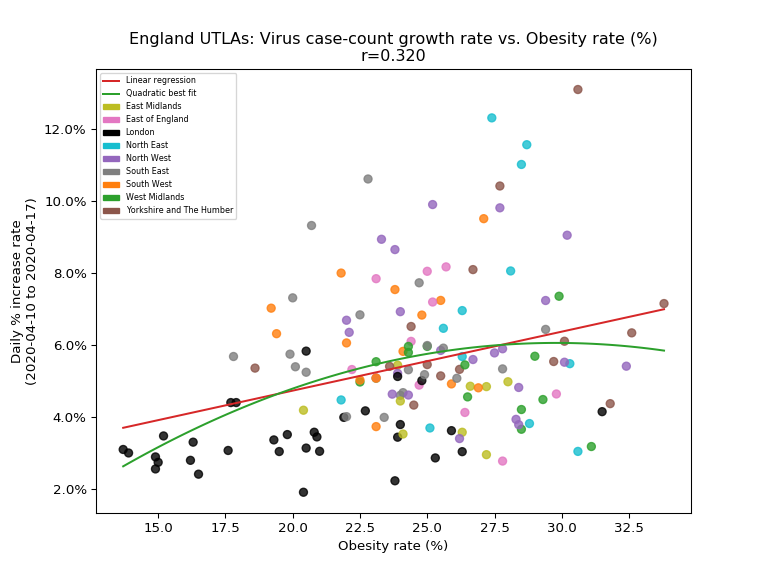 England UTLAs: Virus case-count growth rate vs. Obesity rate (%)
r=0.320
Linear regression
Quadratic best fit
East Midlands
East of England
London
North East
North West
South East
South West
West Midlands
Yorkshire and The Humber
12.0%
10.0%
8.0%
6.0%
4.0%
2.0%
Daily % increase rate
(2020-04-10 to 2020-04-17)
15.0
17.5
20.0
22.5
25.0
27.5
30.0
32.5
Obesity rate (%)